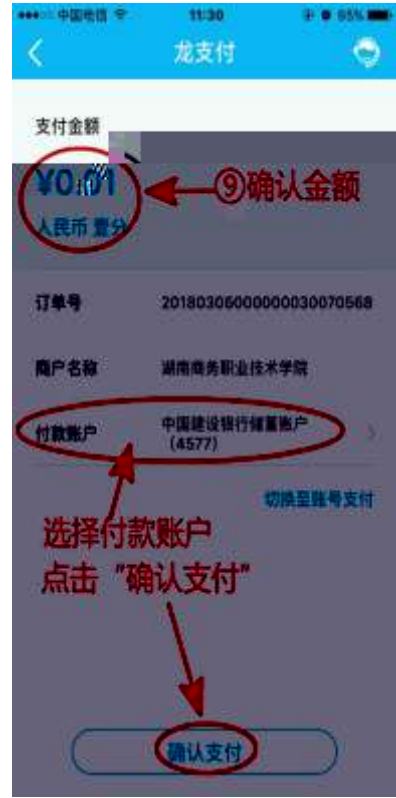 中国电信 11:30 65%
龙支付
支付金额
¥0.01
⑨确认金额
人民币 壹分
订单号 20180306000000030070568
商户名称 湖南商务职业技术学院
付款账户 中国建设银行储蓄账户
(4577)
切换至账号支付
选择付款账户
点击“确认支付”
确认支付